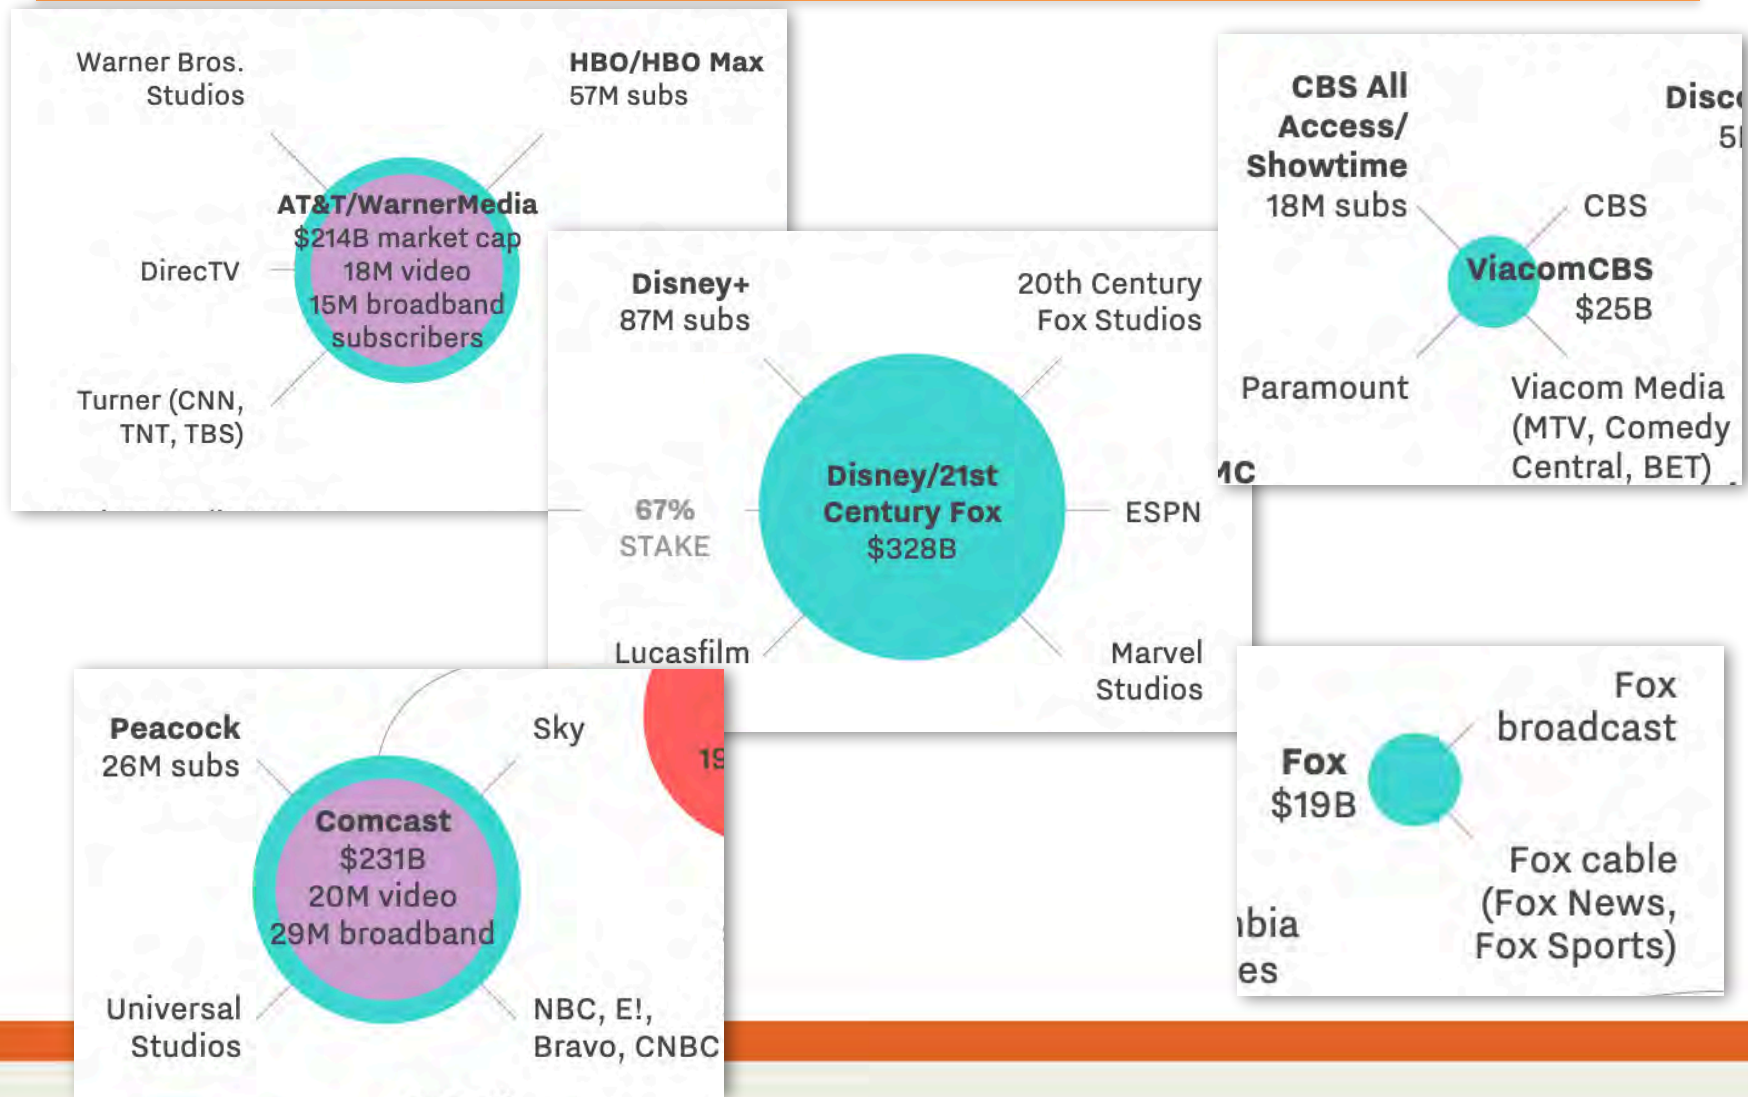 Warner Bros.
Studios
HBO/HBO Max
57M subs
AT&T/WarnerMedia
$214B market cap
18M video
15M broadband
subscribers
DirecTV
Turner (CNN,
TNT, TBS)
CBS All
Access/
Showtime
18M subs
CBS
ViacomCBS
$25B
Paramount
Viacom Media
(MTV, Comedy
Central, BET)
Disney+
87M subs
20th Century
Fox Studios
Disney/21st
Century Fox
$328B
67%
STAKE
ESPN
Lucasfilm
Marvel
Studios
Peacock
26M subs
Sky
Comcast
$231B
20M video
29M broadband
Universal
Studios
NBC, E!,
Bravo, CNBC
Fox
broadcast
Fox
$19B
Fox cable
(Fox News,
Fox Sports)